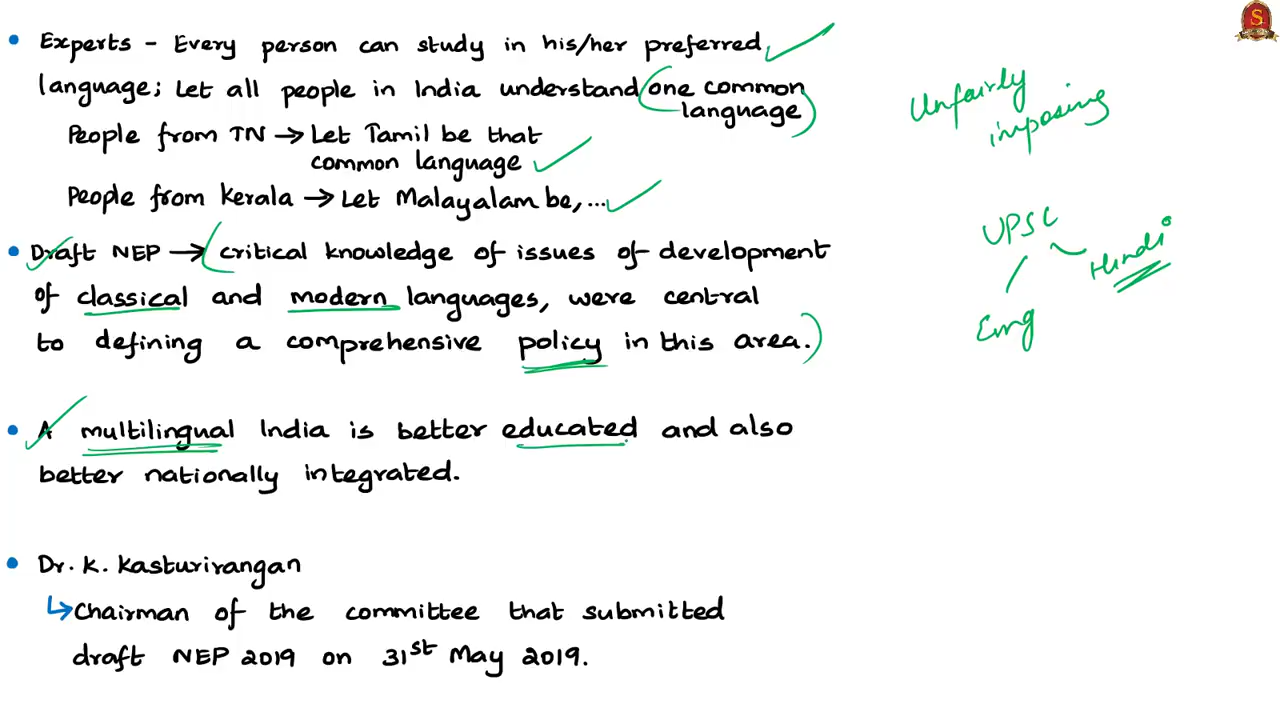 Experts - Every person can study in his/her preferred
language; Let all people in India understand one common
language
People from TN → Let Tamil be that
common language
People from Kerala → Let Malayalam be, ...
Draft NEP → critical knowledge of issues of development
of classical and modern languages, were central
to defining a comprehensive policy in this area.
A multilingual India is better educated and also
better nationally integrated.
Dr. K. Kasturirangan
Chairman of the committee that submitted
draft NEP 2019 on 31st May 2019.
Unfairly
imposing
UPSC
Hindi
Eng
S